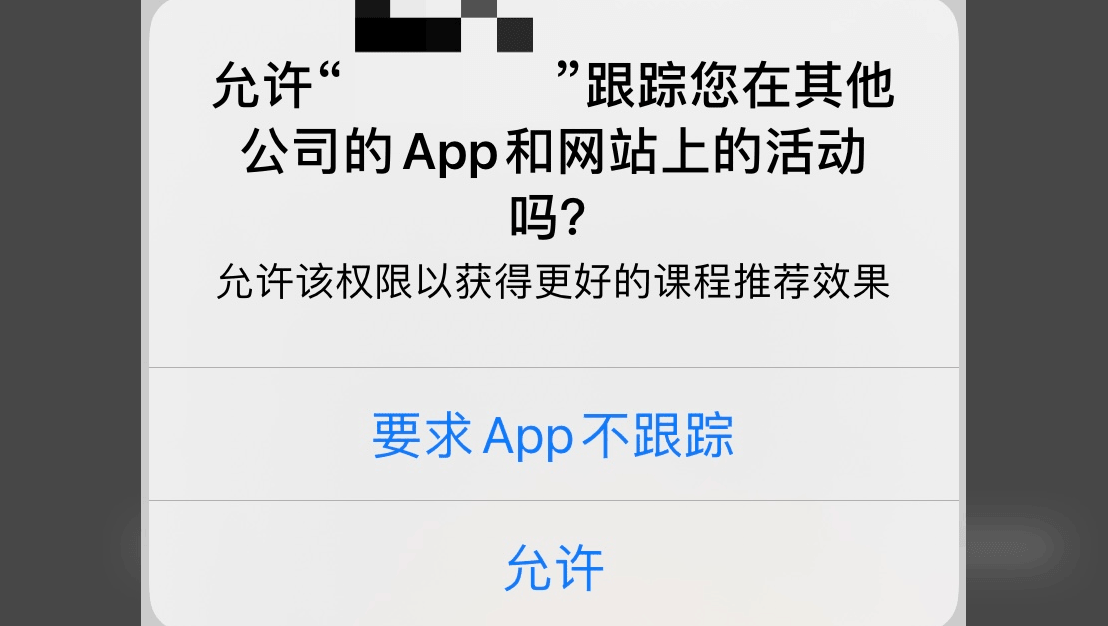 允许“ ”跟踪您在其他
公司的App和网站上的活动
吗?
允许该权限以获得更好的课程推荐效果
要求App不跟踪
允许